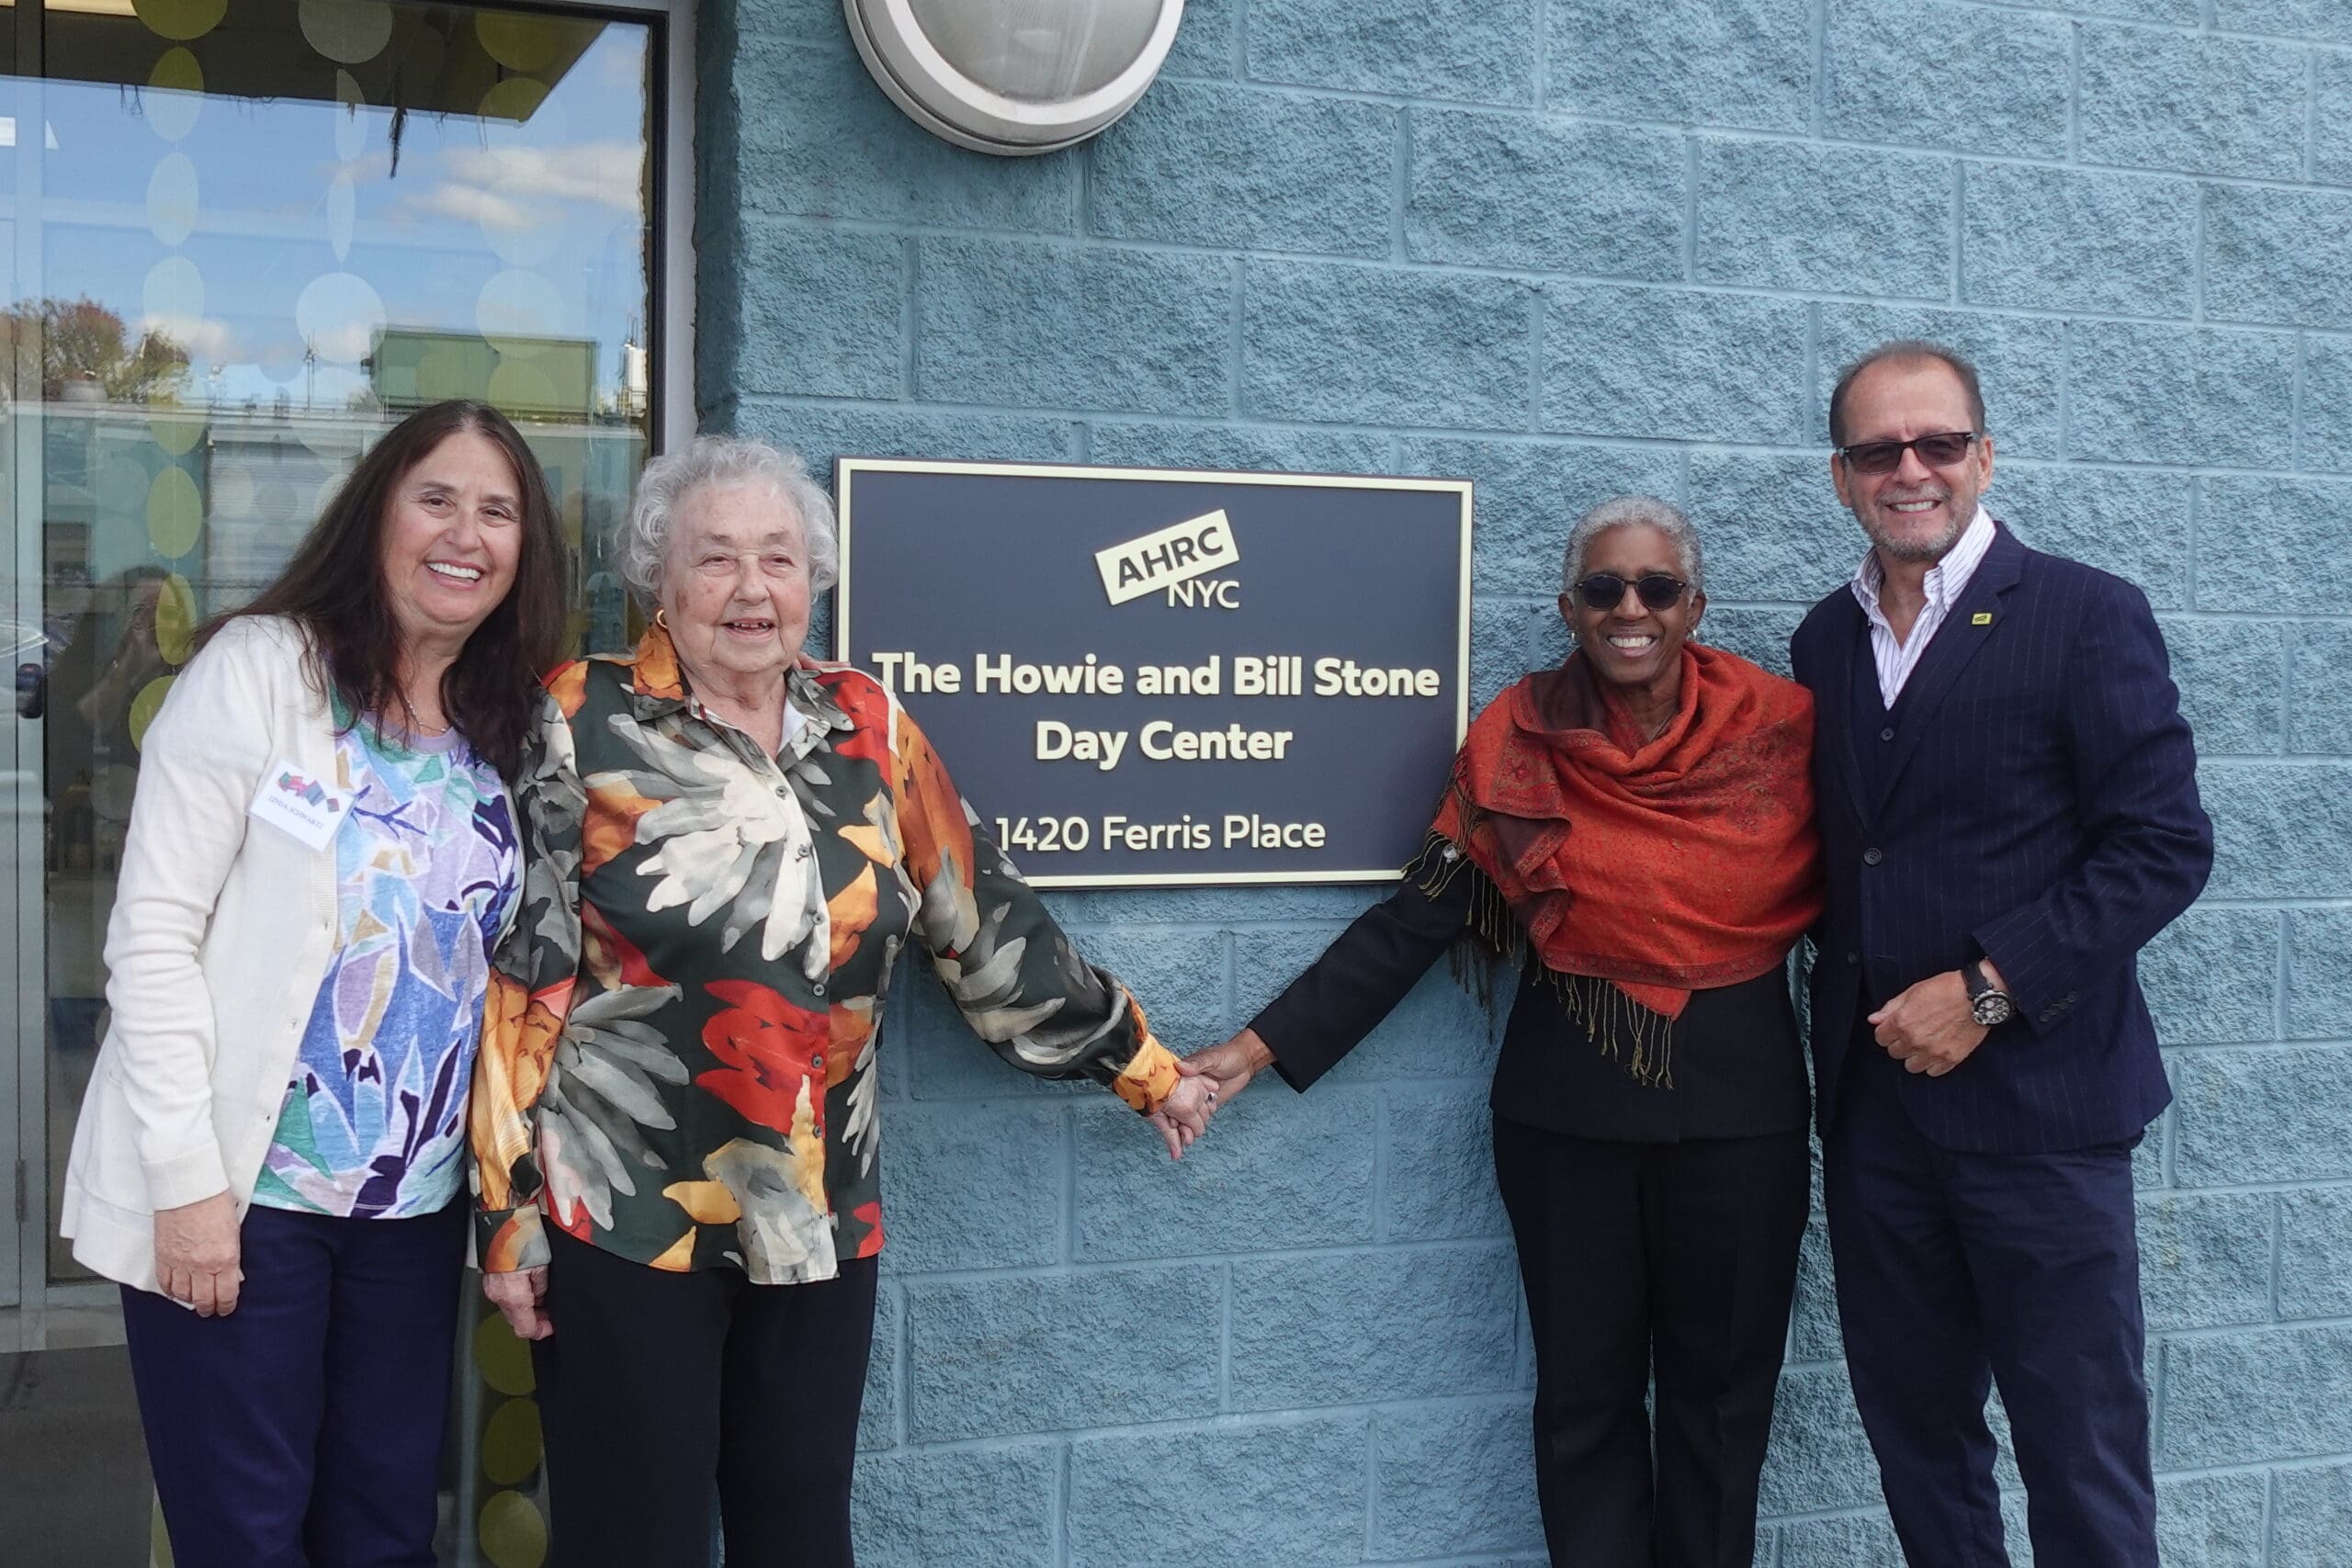 AHRC
NYC
The Howie and Bill Stone
Day Center
1420 Ferris Place